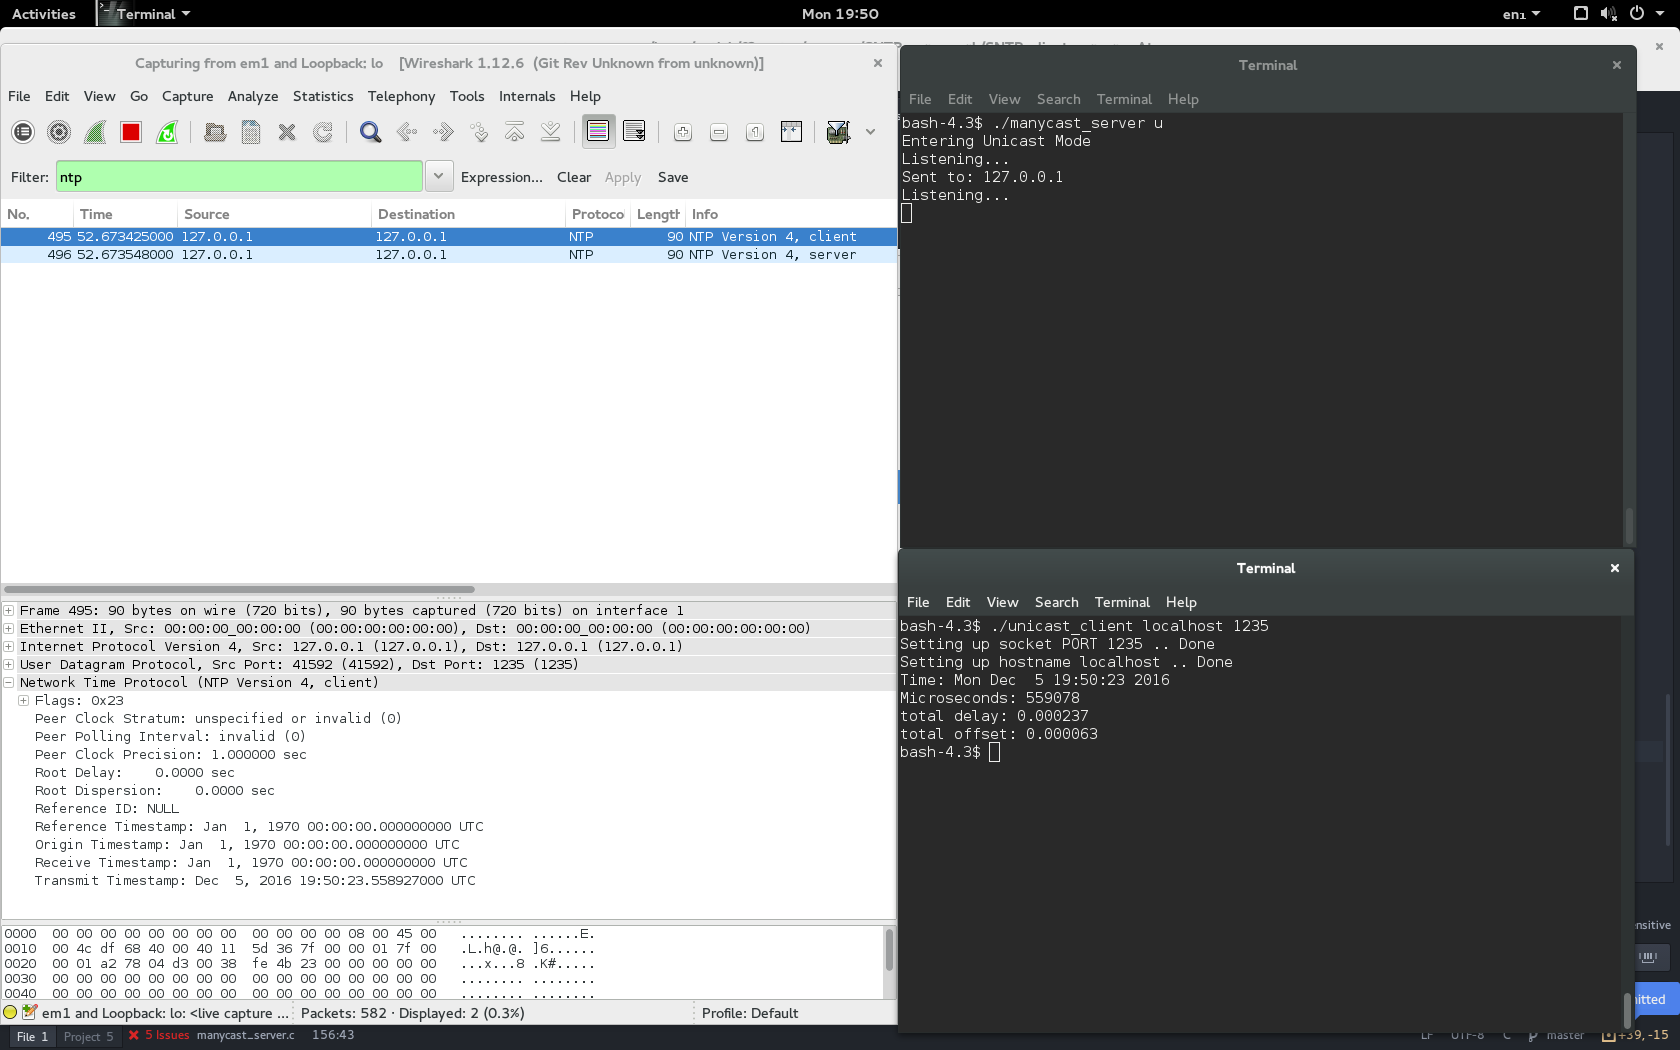 Activities
Terminal
Mon 19:50
en₁
Capturing from em1 and Loopback: lo [Wireshark 1.12.6 (Git Rev Unknown from unknown)]
File Edit View Go Capture Analyze Statistics Telephony Tools Internals Help
Filter: ntp Expression... Clear Apply Save
No. Time Source Destination Protoco Length Info
495 52.673425000 127.0.0.1 127.0.0.1 NTP 90 NTP Version 4, client
496 52.673548000 127.0.0.1 127.0.0.1 NTP 90 NTP Version 4, server
Frame 495: 90 bytes on wire (720 bits), 90 bytes captured (720 bits) on interface 1
Ethernet II, Src: 00:00:00_00:00:00 (00:00:00:00:00:00), Dst: 00:00:00_00:00:00 (00:00:00:00:00:00)
Internet Protocol Version 4, Src: 127.0.0.1 (127.0.0.1), Dst: 127.0.0.1 (127.0.0.1)
User Datagram Protocol, Src Port: 41592 (41592), Dst Port: 1235 (1235)
Network Time Protocol (NTP Version 4, client)
Flags: 0x23
Peer Clock Stratum: unspecified or invalid (0)
Peer Polling Interval: invalid (0)
Peer Clock Precision: 1.000000 sec
Root Delay: 0.0000 sec
Root Dispersion: 0.0000 sec
Reference ID: NULL
Reference Timestamp: Jan 1, 1970 00:00:00.000000000 UTC
Origin Timestamp: Jan 1, 1970 00:00:00.000000000 UTC
Receive Timestamp: Jan 1, 1970 00:00:00.000000000 UTC
Transmit Timestamp: Dec 5, 2016 19:50:23.558927000 UTC
0000 00 00 00 00 00 00 00 00 00 00 00 00 08 00 45 00 ........ ......E.
0010 00 4c df 68 40 00 40 11 5d 36 7f 00 00 01 7f 00 .L.h@.@. ]6......
0020 00 01 a2 78 04 d3 00 38 fe 4b 23 00 00 00 00 00 ...x...8 .K#.....
0030 00 00 00 00 00 00 00 00 00 00 00 00 00 00 00 00 ........ ........
0040 00 00 00 00 00 00 00 00 00 00 00 00 00 00 00 00 ........ ........
em1 and Loopback: lo: <live capture ... Packets: 582 · Displayed: 2 (0.3%) Profile: Default
Terminal
File Edit View Search Terminal Help
bash-4.3$ ./manycast_server u
Entering Unicast Mode
Listening...
Sent to: 127.0.0.1
Listening...
Terminal
File Edit View Search Terminal Help
bash-4.3$ ./unicast_client localhost 1235
Setting up socket PORT 1235 .. Done
Setting up hostname localhost .. Done
Time: Mon Dec  5 19:50:23 2016
Microseconds: 559078
total delay: 0.000237
total offset: 0.000063
bash-4.3$
nsitive
itted
File 1 Project 5 5 Issues manycast_server.c 156:43 LF UTF-8 C master +39, -15